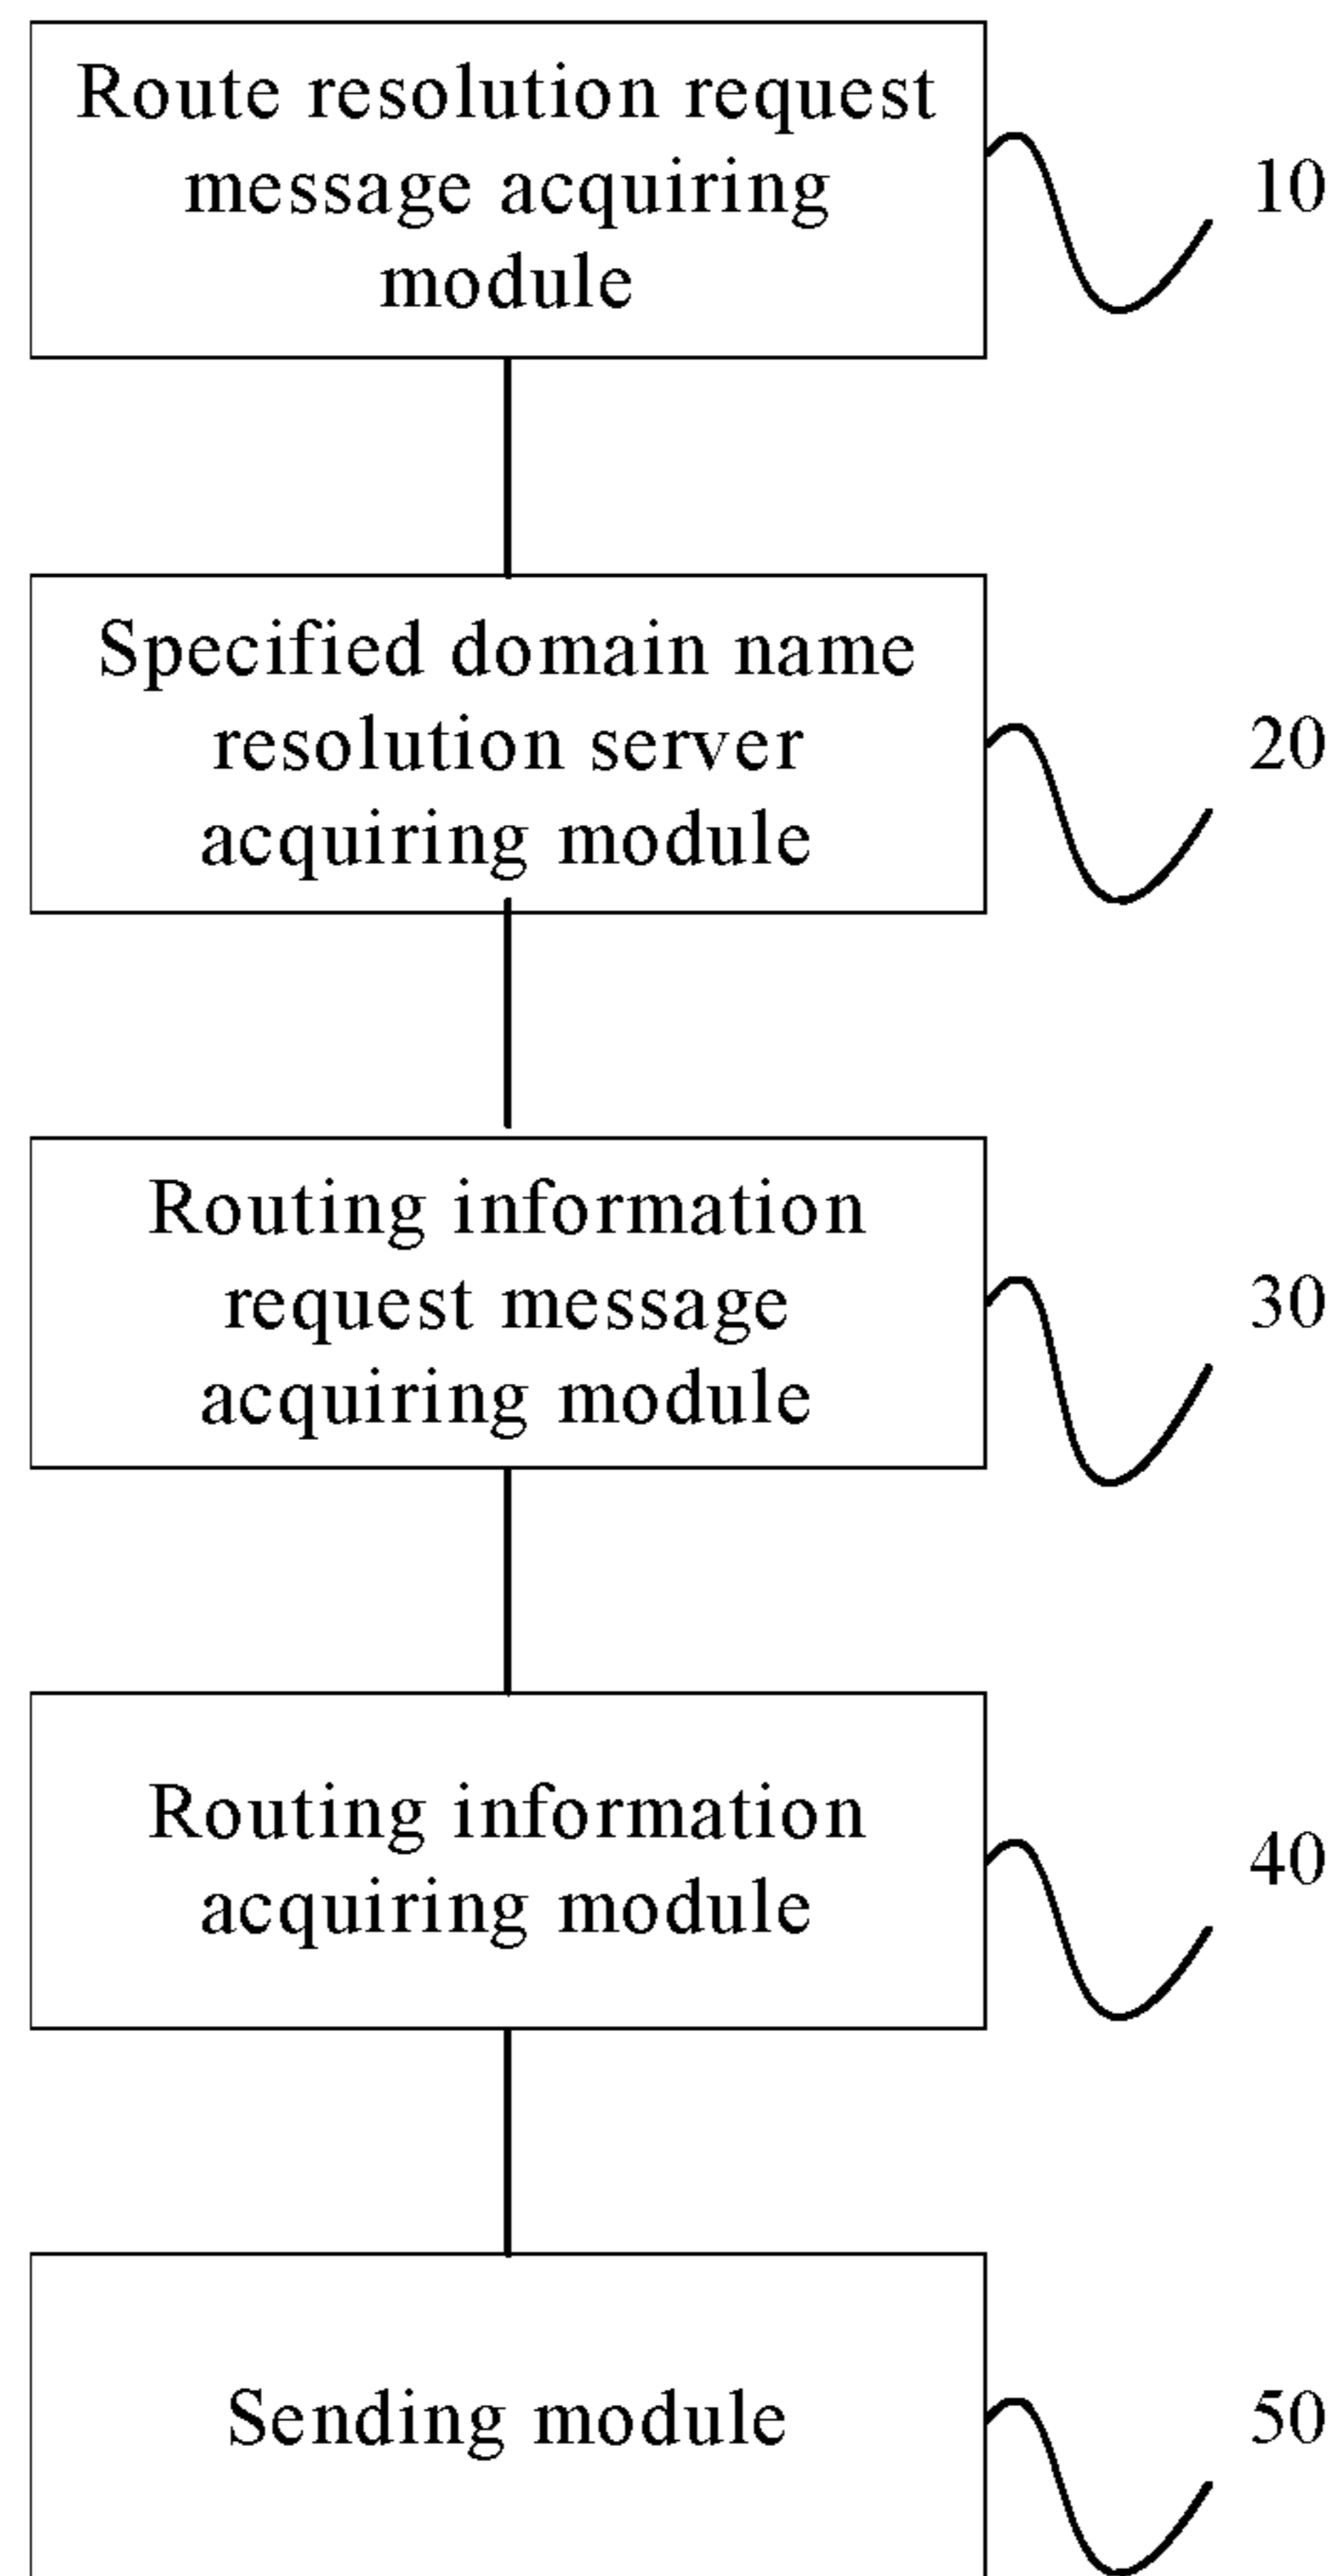 Route resolution request
message acquiring
module
10
Specified domain name
resolution server
acquiring module
20
Routing information
request message
acquiring module
30
Routing information
acquiring module
40
Sending module
50